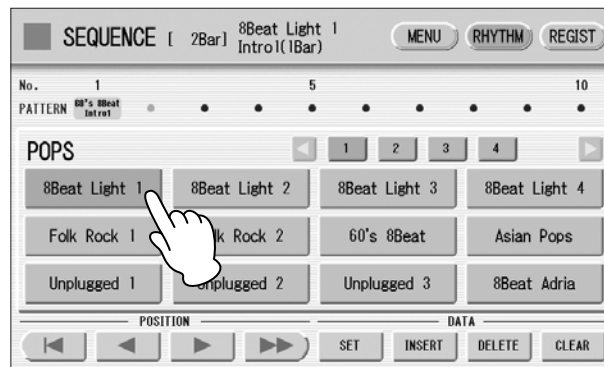 SEQUENCE [ 2Bar] 8Beat Light 1 MENU RHYTHM REGIST
Intro1(1Bar)
No. 1 5 10
PATTERN 60's 8Beat
Intro1
POPS 1 2 3 4
8Beat Light 1 8Beat Light 2 8Beat Light 3 8Beat Light 4
Folk Rock 1 Rock 2 60's 8Beat Asian Pops
Unplugged 1 Unplugged 2 Unplugged 3 8Beat Adria
POSITION DATA
SET INSERT DELETE CLEAR